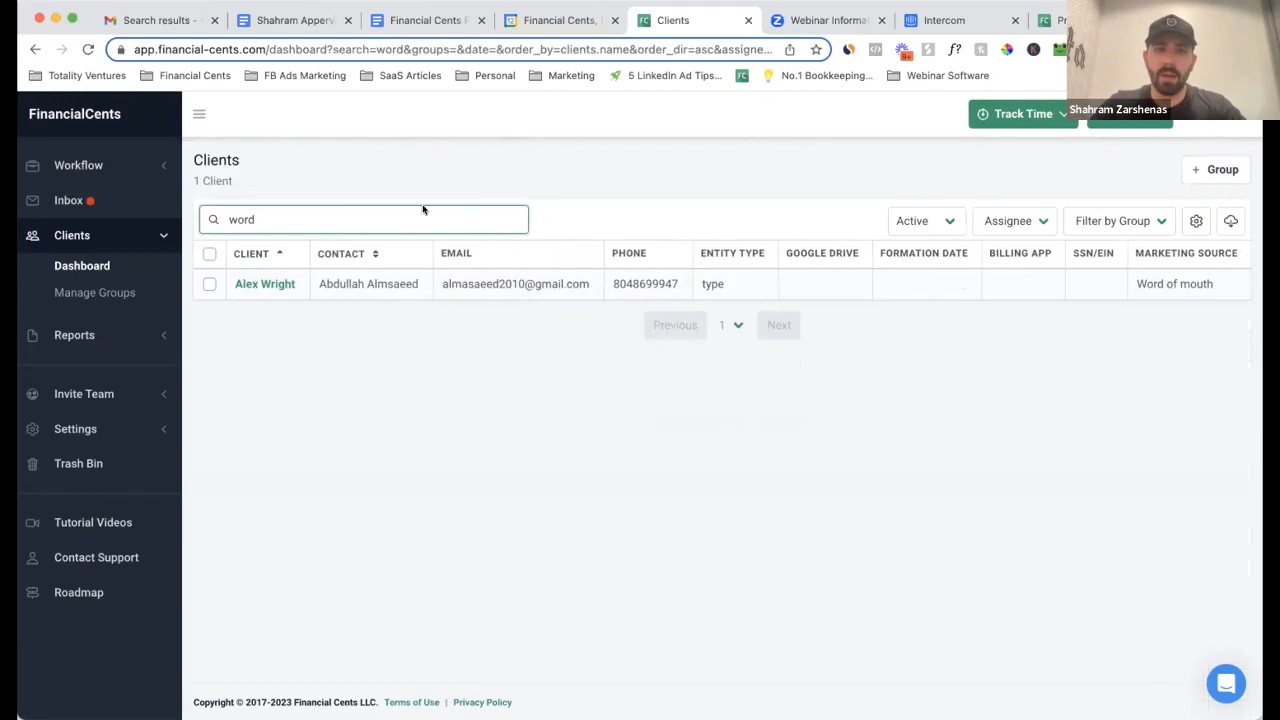 Search results -
Shahram Apperv
Financial Cents F
Financial Cents,
Clients
Webinar Informa
Intercom
Pr
app.financial-cents.com/dashboard?search=word&groups=&date=&order_by=clients.name&order_dir=asc&assigne...
f?
9+
Totality Ventures
Financial Cents
FB Ads Marketing
SaaS Articles
Personal
Marketing
5 LinkedIn Ad Tips...
FC
No.1 Bookkeeping...
Webinar Software
Shahram Zarshenas
FinancialCents
Track Time
Workflow
Inbox
Clients
Dashboard
Manage Groups
Reports
Invite Team
Settings
Trash Bin
Tutorial Videos
Contact Support
Roadmap
Clients
1 Client
+ Group
word
Active
Assignee
Filter by Group
CLIENT CONTACT EMAIL PHONE ENTITY TYPE GOOGLE DRIVE FORMATION DATE BILLING APP SSN/EIN MARKETING SOURCE
Alex Wright Abdullah Almsaeed almasaeed2010@gmail.com 8048699947 type Word of mouth
Previous 1 Next
Copyright © 2017-2023 Financial Cents LLC. Terms of Use | Privacy Policy